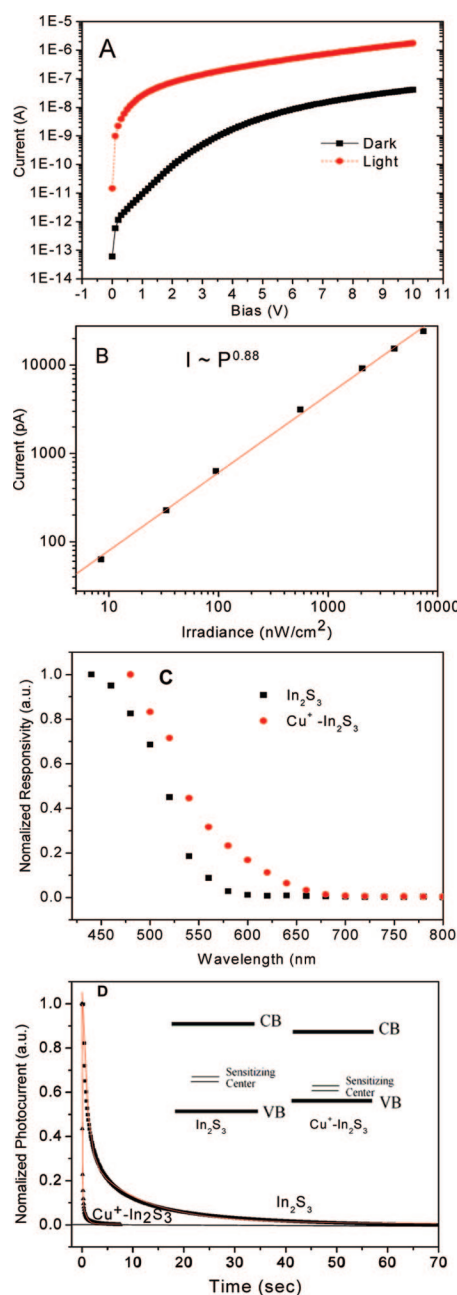 A
1E-5
1E-6
1E-7
1E-8
1E-9
1E-10
1E-11
1E-12
1E-13
1E-14
Current (A)
Dark
Light
-1 0 1 2 3 4 5 6 7 8 9 10 11
Bias (V)
B
I ~ P^0.88
10000
1000
100
Current (pA)
10 100 1000 10000
Irradiance (nW/cm²)
C
In₂S₃
Cu⁺ -In₂S₃
1.0
0.8
0.6
0.4
0.2
0.0
Nomalized Responsivity (a.u.)
450 500 550 600 650 700 750 800
Wavelength (nm
D
1.0
0.8
0.6
0.4
0.2
0.0
Normalized Photocurrent (a.u.)
CB
CB
Sensitizing
Center
Sensitizing
Center
VB
VB
In₂S₃
Cu⁺-In₂S₃
In₂S₃
Cu⁺-In2S3
0 10 20 30 40 50 60 70
Time (sec)